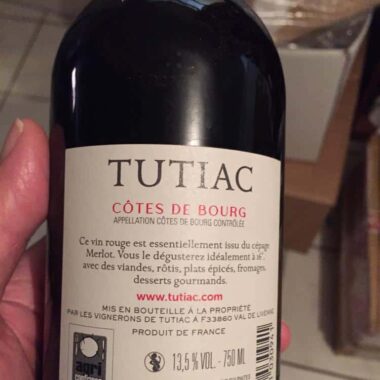 TUTIAC
CÔTES DE BOURG
APPELLATION CÔTES DE BOURG CONTRÔLÉE
Ce vin rouge est essentiellement issu du cépage
Merlot. Vous le dégusterez idéalement à 16°,
avec des viandes, rôtis, plats épicés, fromages,
desserts gourmands.
www.tutiac.com
MIS EN BOUTEILLE À LA PROPRIÉTÉ
PAR LES VIGNERONS DE TUTIAC À F33860 VAL DE LIVENNE
PRODUIT DE FRANCE
agri
13,5 % VOL. - 750 ML